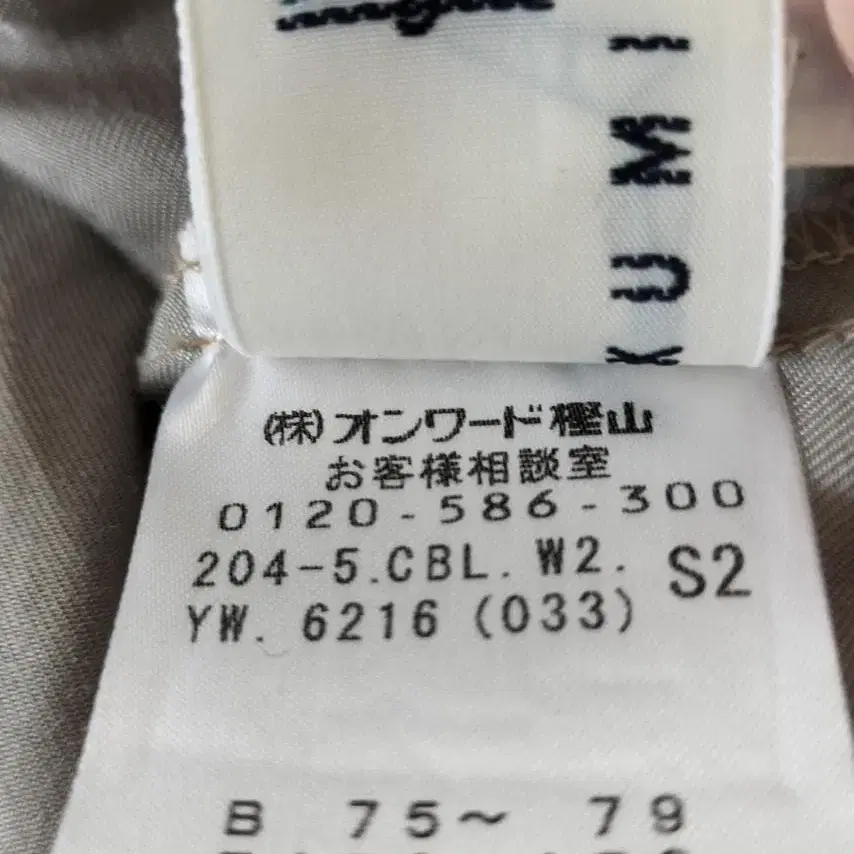 KUMI
(株)オンワード樫山
お客様相談室
0120-586-300
204-5.CBL.W2. S2
YW. 6216 (033)
B 75~ 79